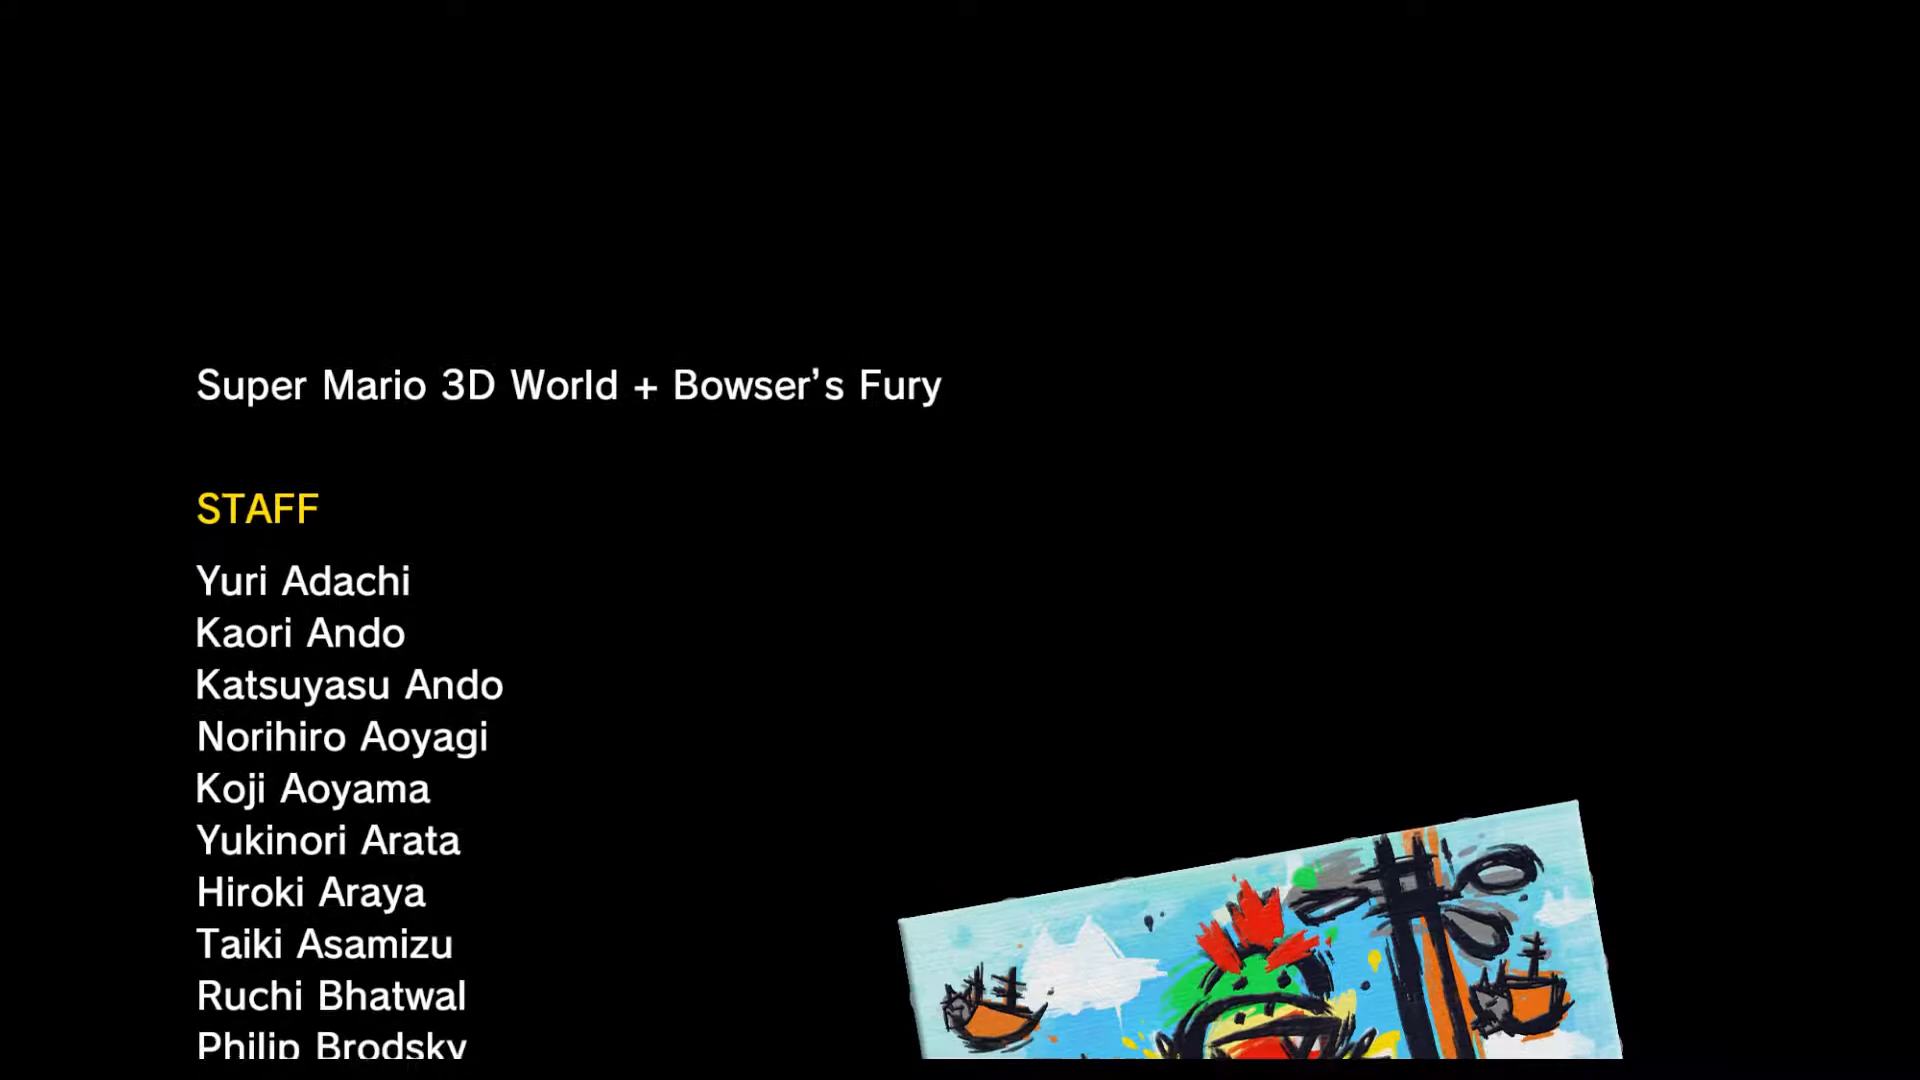 Super Mario 3D World + Bowser’s Fury
STAFF
Yuri Adachi
Kaori Ando
Katsuyasu Ando
Norihiro Aoyagi
Koji Aoyama
Yukinori Arata
Hiroki Araya
Taiki Asamizu
Ruchi Bhatwal
Philip Brodsky